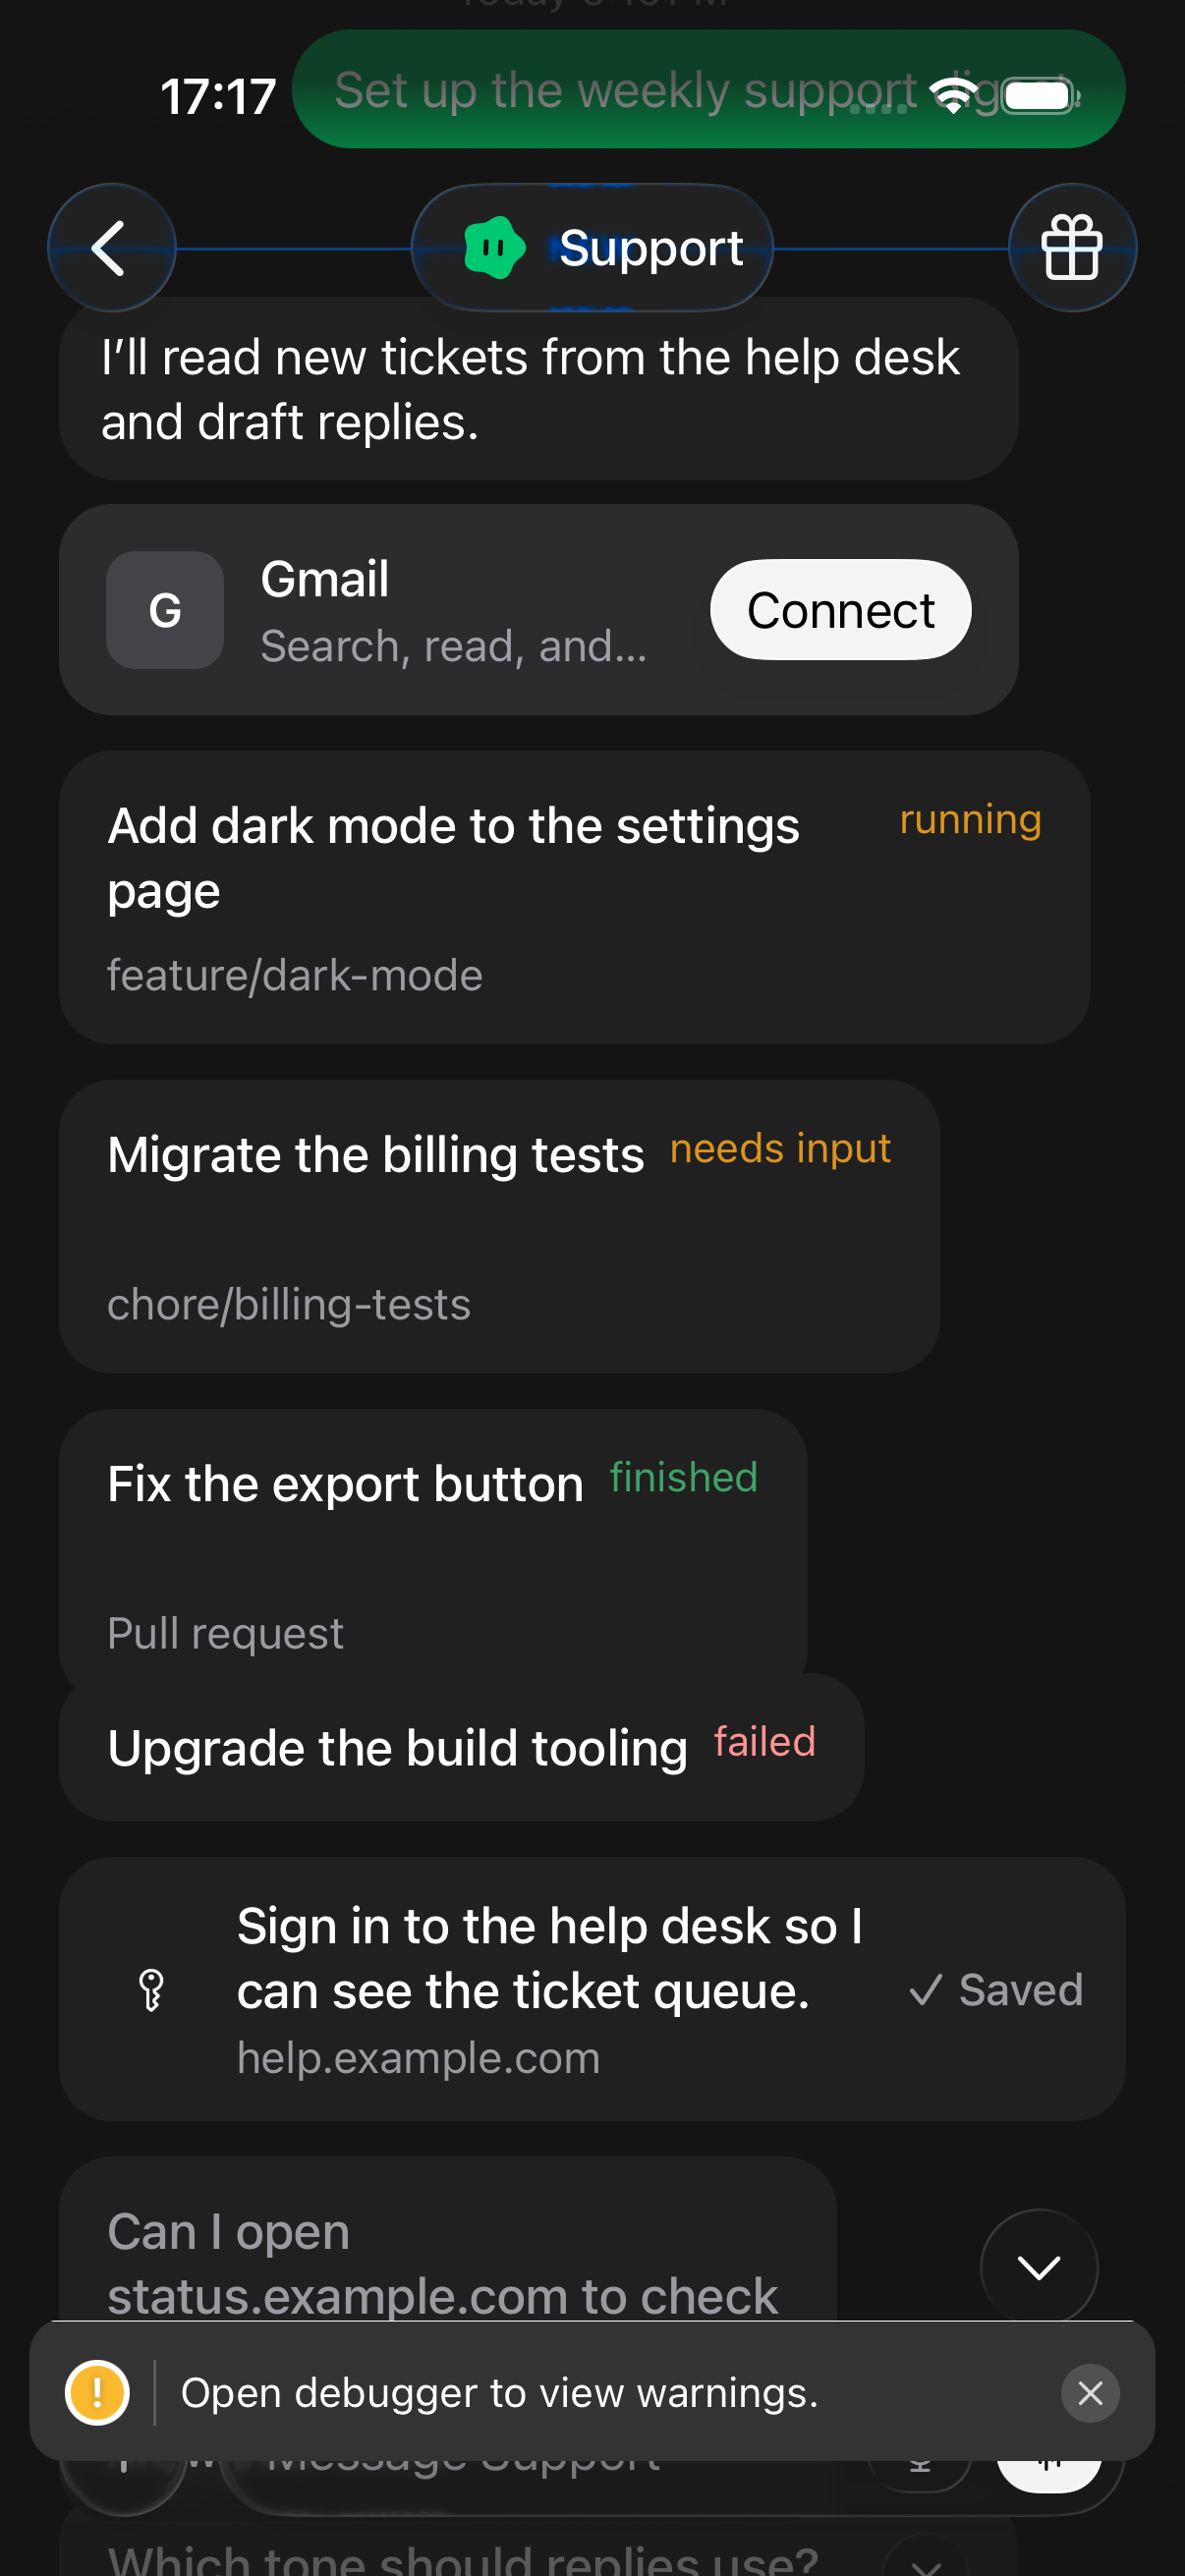 17:17
Set up the weekly support
Support
I’ll read new tickets from the help desk
and draft replies.
G
Gmail
Search, read, and...
Connect
Add dark mode to the settings
page
running
feature/dark-mode
Migrate the billing tests
needs input
chore/billing-tests
Fix the export button
finished
Pull request
Upgrade the build tooling
failed
Sign in to the help desk so I
can see the ticket queue.
✓ Saved
help.example.com
Can I open
status.example.com to check
! Open debugger to view warnings.
Message Support
Which tone should replies use?